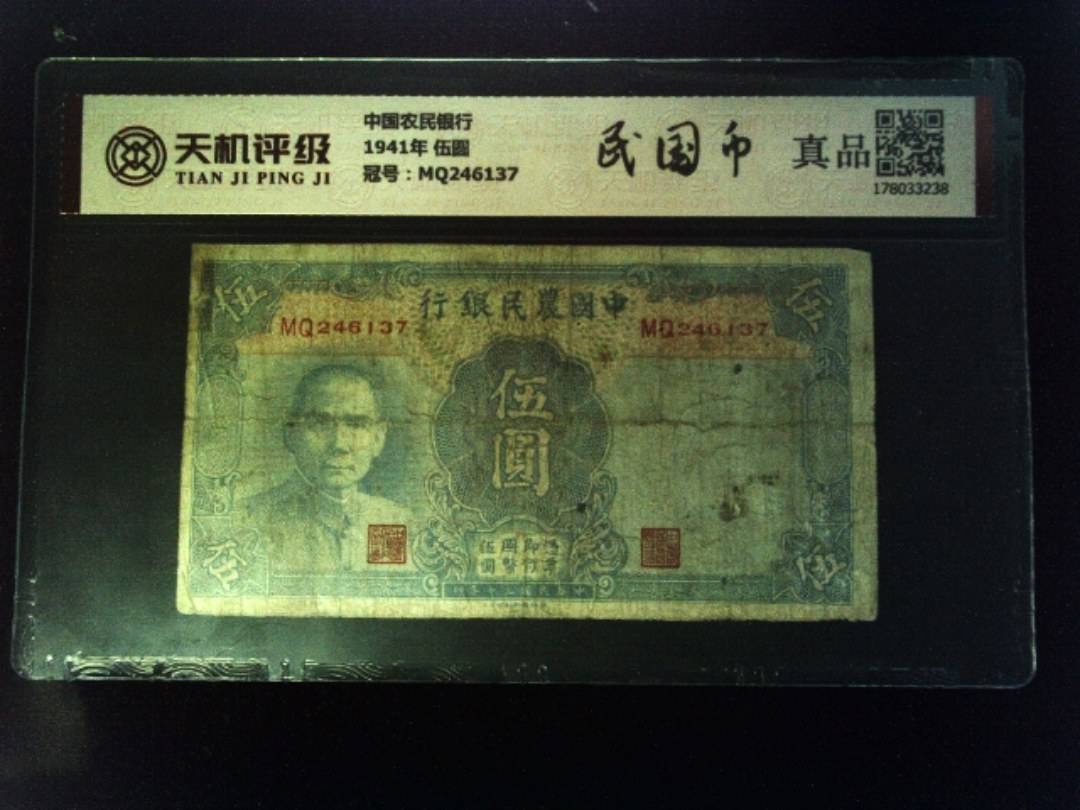 天机评级
TIAN JI PING JI
中国农民银行
1941年 伍圆
冠号：MQ246137
民国币
真品
178033238
伍
伍
行銀民農國中
MQ246137
MQ246137
伍
圓
伍
伍